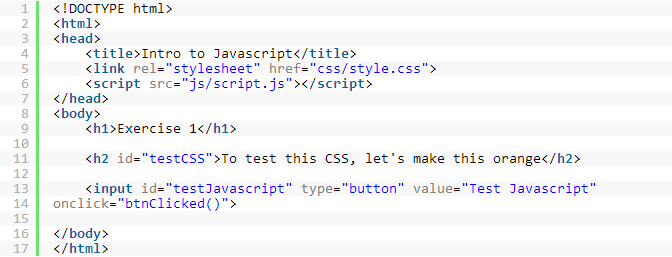 1 <!DOCTYPE html>
2 <html>
3 <head>
4     <title>Intro to Javascript</title>
5     <link rel="stylesheet" href="css/style.css">
6     <script src="js/script.js"></script>
7 </head>
8 <body>
9     <h1>Exercise 1</h1>
10
11     <h2 id="testCSS">To test this CSS, let's make this orange</h2>
12
13     <input id="testJavascript" type="button" value="Test Javascript"
14 onclick="btnClicked()">
15
16 </body>
17 </html>